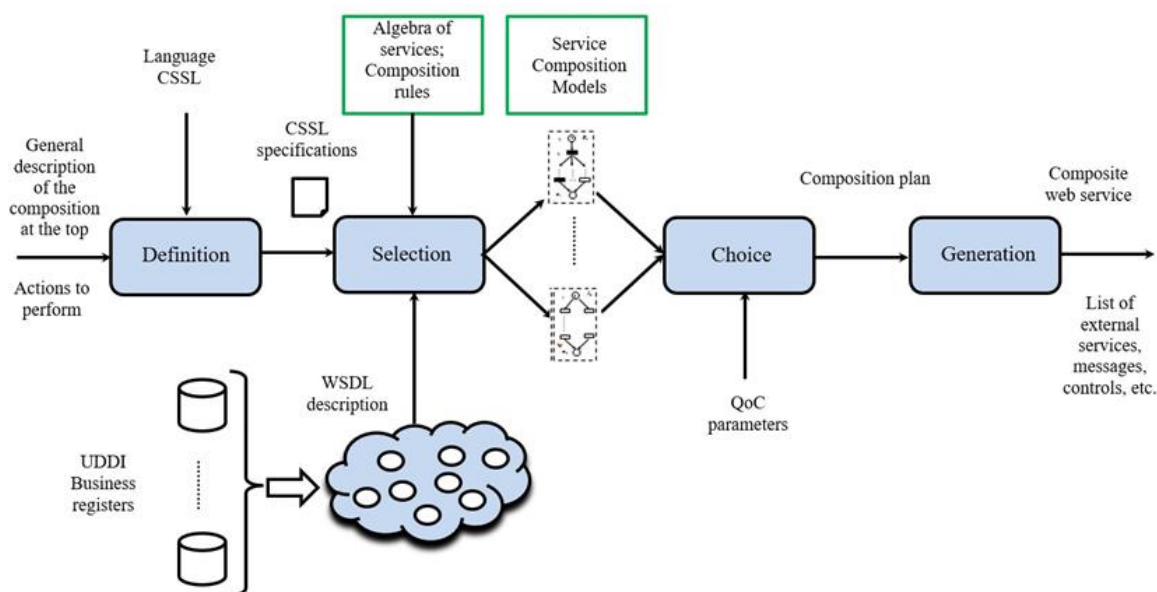 Language
CSSL
Algebra of
services;
Composition
rules
Service
Composition
Models
General
description
of the
composition
at the top
CSSL
specifications
Composition plan
Composite
web service
Definition
Selection
Choice
Generation
Actions to
perform
List of
external
services,
messages,
controls, etc.
WSDL
description
QoC
parameters
UDDI
Business
registers